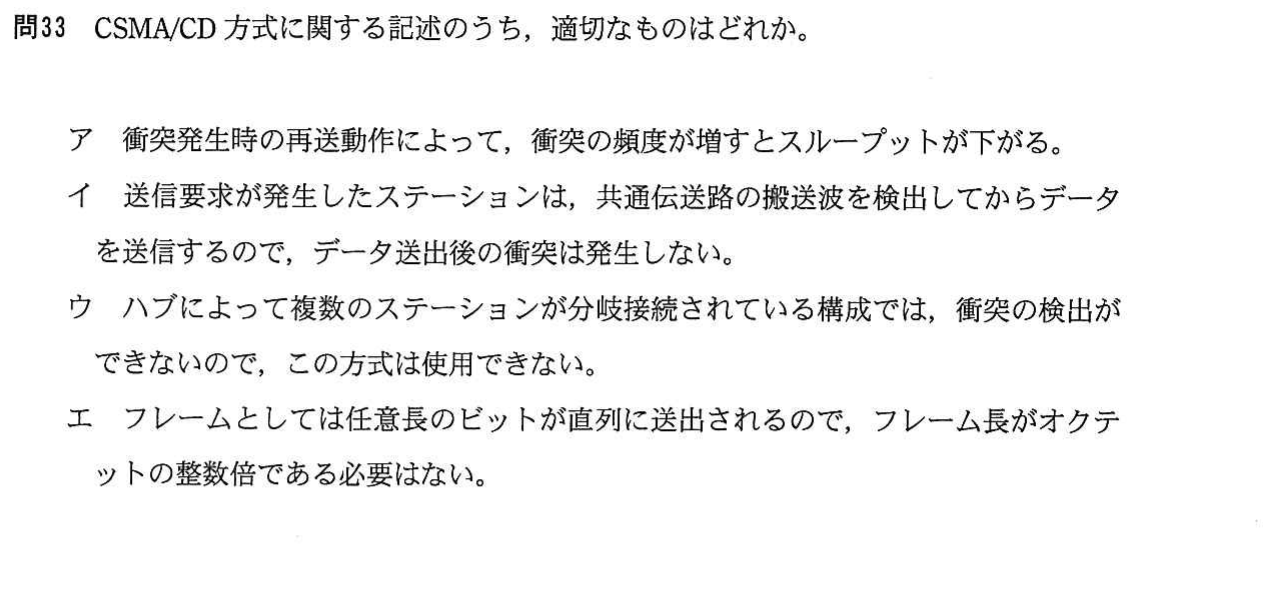 問33 CSMA/CD 方式に関する記述のうち，適切なものはどれか。
ア 衝突発生時の再送動作によって，衝突の頻度が増すとスループットが下がる。
イ 送信要求が発生したステーションは，共通伝送路の搬送波を検出してからデータ
を送信するので，データ送出後の衝突は発生しない。
ウ ハブによって複数のステーションが分岐接続されている構成では，衝突の検出が
できないので，この方式は使用できない。
エ フレームとしては任意長のビットが直列に送出されるので，フレーム長がオクテ
ットの整数倍である必要はない。